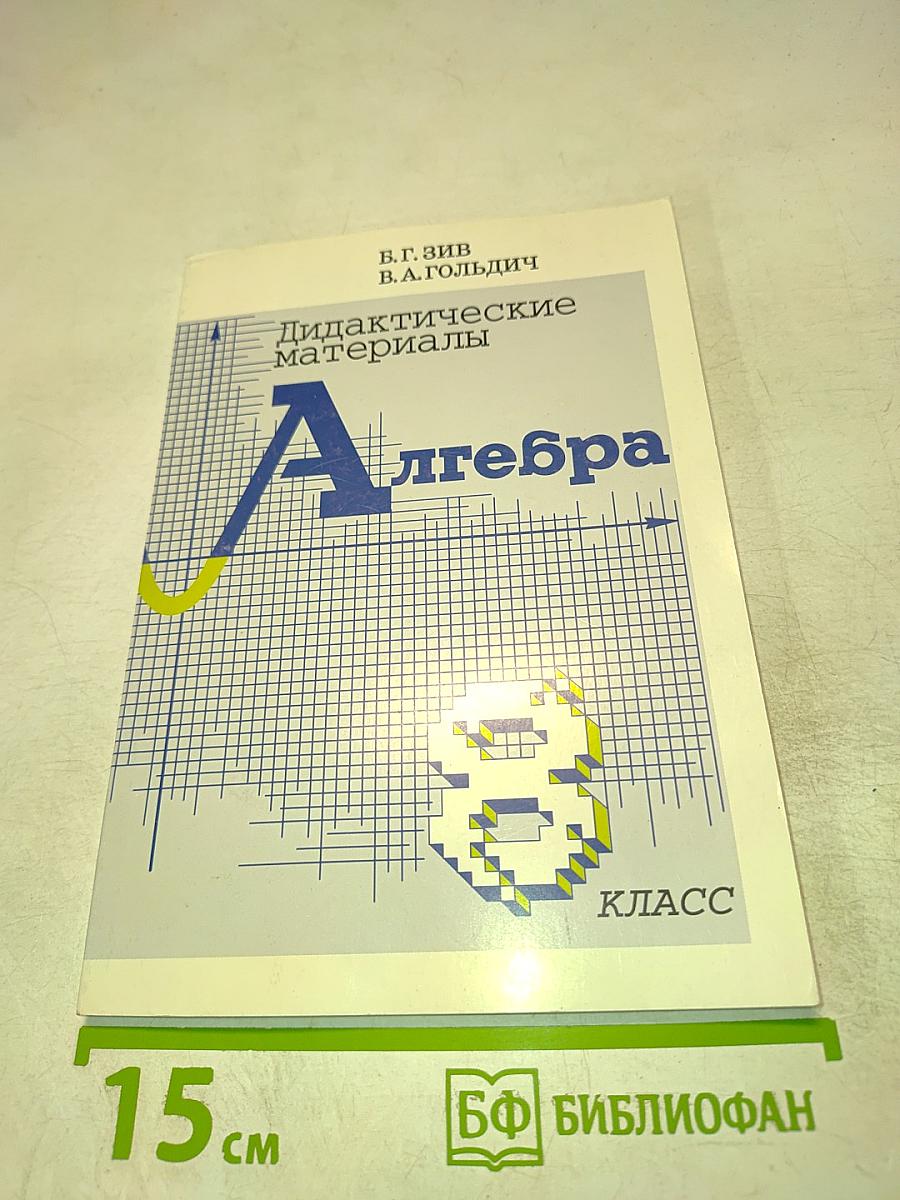 Б.Г.ЗИВ
В.А.ГОЛЬДИЧ
Дидактические
материалы
Алгебра
8
КЛАСС
15 см
БФ БИБЛИОФАН